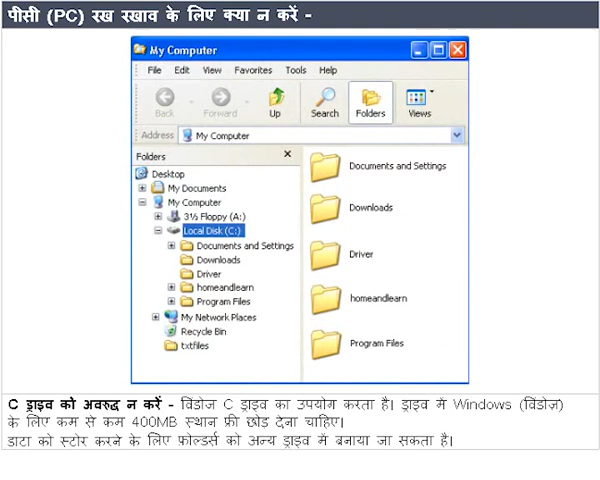 पीसी (PC) रख रखाव के लिए क्या न करें -
My Computer
File Edit View Favorites Tools Help
Back Forward Up Search Folders Views
Address My Computer
Folders
Desktop
My Documents
My Computer
3½ Floppy (A:)
Local Disk (C:)
Documents and Settings
Downloads
Driver
homeandlearn
Program Files
My Network Places
Recycle Bin
txtfiles
Documents and Settings
Downloads
Driver
homeandlearn
Program Files
C ड्राइव को अवरुद्ध न करें - विंडोज C ड्राइव का उपयोग करता है। ड्राइव में Windows (विंडोज)
के लिए कम से कम 400MB स्थान फ्री छोड देना चाहिए।
डाटा को स्टोर करने के लिए फ़ोल्डर्स को अन्य ड्राइव में बनाया जा सकता है।